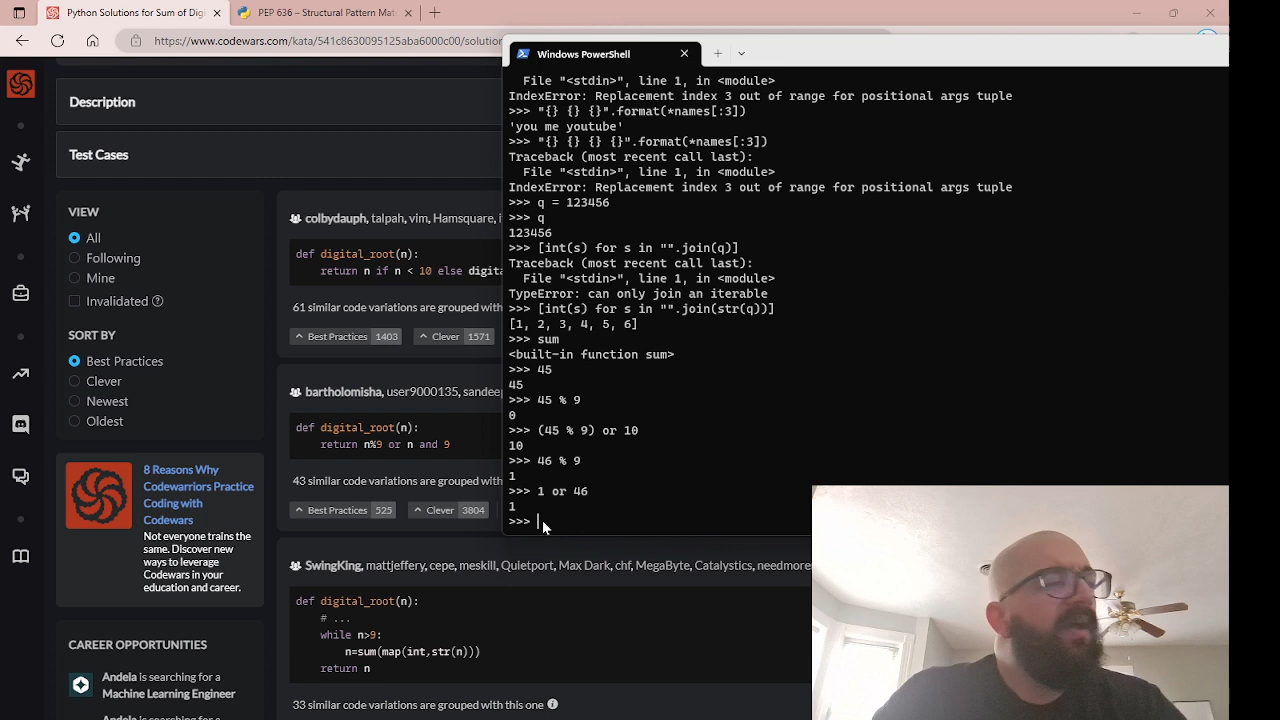 Python Solutions for Sum of Digi
PEP 636 – Structural Pattern Mat
https://www.codewars.com/kata/541c8630095125aba6000c00/solution
Description
Test Cases
VIEW
All
Following
Mine
Invalidated
SORT BY
Best Practices
Clever
Newest
Oldest
8 Reasons Why
Codewarriors Practice
Coding with
Codewars
Not everyone trains the
same. Discover new
ways to leverage
Codewars in your
education and career.
CAREER OPPORTUNITIES
Andela is searching for a
Machine Learning Engineer
Andela is searching for a
colbydauph, talpah, vim, Hamsquare,
def digital_root(n):
return n if n < 10 else digita
61 similar code variations are grouped with
Best Practices 1403
Clever 1571
bartholomisha, user9000135, sandee
def digital_root(n):
return n%9 or n and 9
43 similar code variations are grouped with
Best Practices 525
Clever 3804
SwingKing, mattjeffery, cepe, meskill, Quietport, Max Dark, chf, MegaByte, Catalystics, needmore
def digital_root(n):
# ...
while n>9:
n=sum(map(int,str(n)))
return n
33 similar code variations are grouped with this one
Windows PowerShell
File "<stdin>", line 1, in <module>
IndexError: Replacement index 3 out of range for positional args tuple
>>> "{} {} {}".format(*names[:3])
'you me youtube'
>>> "{} {} {} {}".format(*names[:3])
Traceback (most recent call last):
File "<stdin>", line 1, in <module>
IndexError: Replacement index 3 out of range for positional args tuple
>>> q = 123456
>>> q
123456
>>> [int(s) for s in "".join(q)]
Traceback (most recent call last):
File "<stdin>", line 1, in <module>
TypeError: can only join an iterable
>>> [int(s) for s in "".join(str(q))]
[1, 2, 3, 4, 5, 6]
>>> sum
<built-in function sum>
>>> 45
45
>>> 45 % 9
0
>>> (45 % 9) or 10
10
>>> 46 % 9
1
>>> 1 or 46
1
>>>